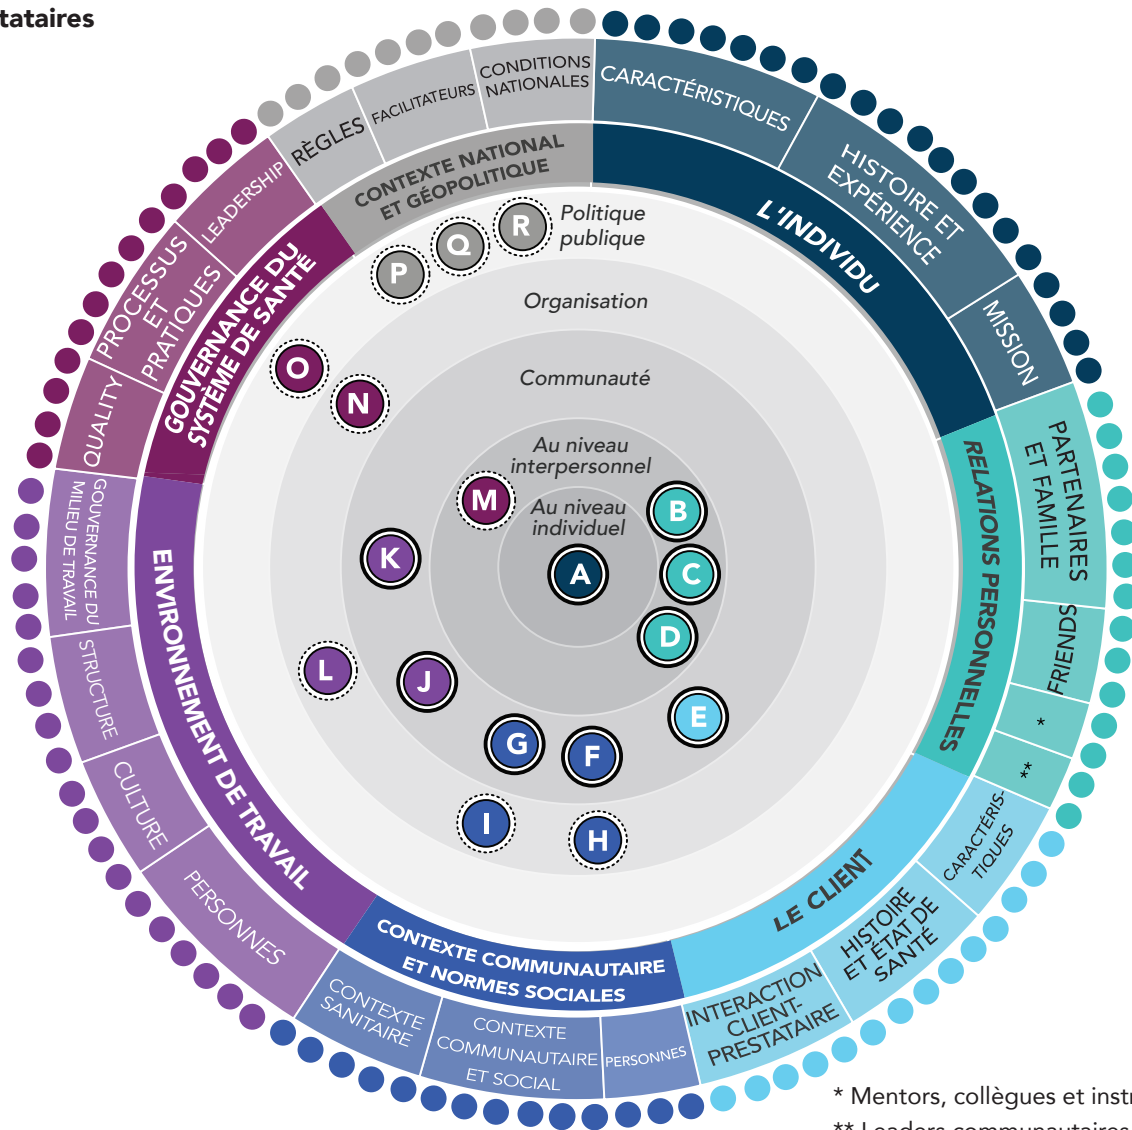 tataires
CONDITIONS
NATIONALES
FACILITATEURS
RÈGLES
CONTEXTE NATIONAL
ET GÉOPOLITIQUE
CARACTÉRISTIQUES
HISTOIRE ET
EXPÉRIENCE
MISSION
L'INDIVIDU
PARTENAIRES
ET FAMILLE
FRIENDS
*
**
RELATIONS PERSONNELLES
CARACTÉRIS-
TIQUES
HISTOIRE
ET ÉTAT DE
SANTÉ
INTERACTION
CLIENT-
PRESTATAIRE
LE CLIENT
PERSONNES
CONTEXTE
COMMUNAUTAIRE
ET SOCIAL
CONTEXTE
SANITAIRE
CONTEXTE COMMUNAUTAIRE
ET NORMES SOCIALES
PERSONNES
CULTURE
STRUCTURE
GOUVERNANCE DU
MILIEU DE TRAVAIL
ENVIRONNEMENT DE TRAVAIL
QUALITY
PROCESSUS
ET
PRATIQUES
LEADERSHIP
GOUVERNANCE DU
SYSTÈME DE SANTÉ
Politique
publique
Organisation
Communauté
Au niveau
interpersonnel
Au niveau
individuel
R
Q
P
O
N
M
B
K
A
C
D
L
J
E
G
F
I
H
* Mentors, collègues et instr
** Leaders communautaires